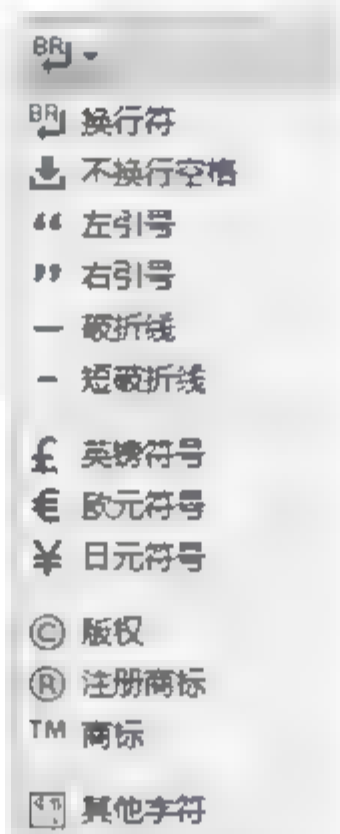 BR
BR 换行符
不换行空格
“ 左引号
” 右引号
— 破折线
– 短破折线
£ 英镑符号
€ 欧元符号
¥ 日元符号
© 版权
® 注册商标
TM 商标
其他字符